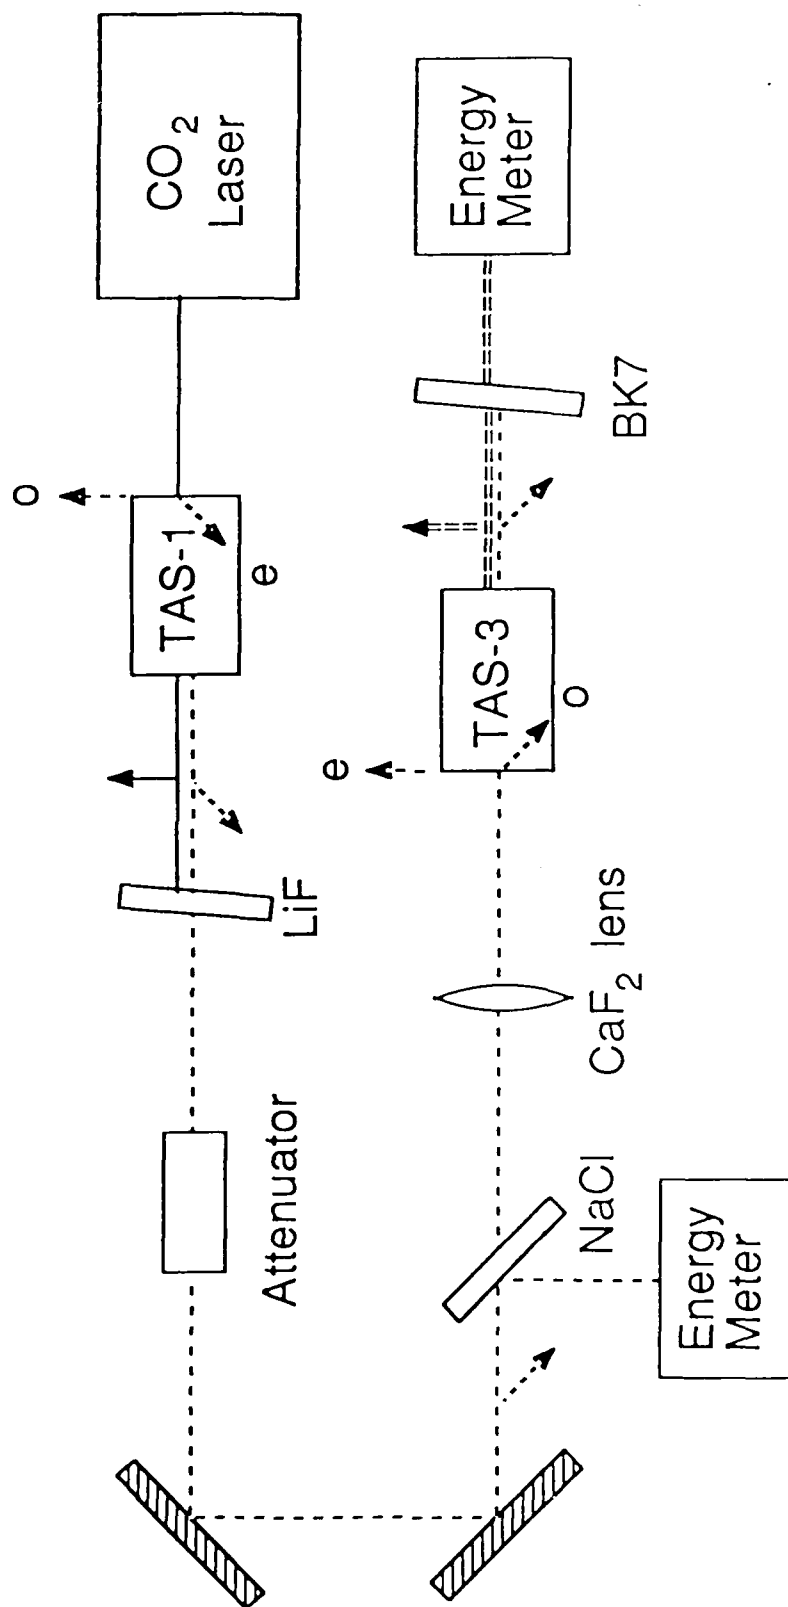 CO2
Laser
o
TAS-1
e
LiF
Attenuator
Energy
Meter
BK7
e
TAS-3
o
CaF2 lens
NaCl
Energy
Meter